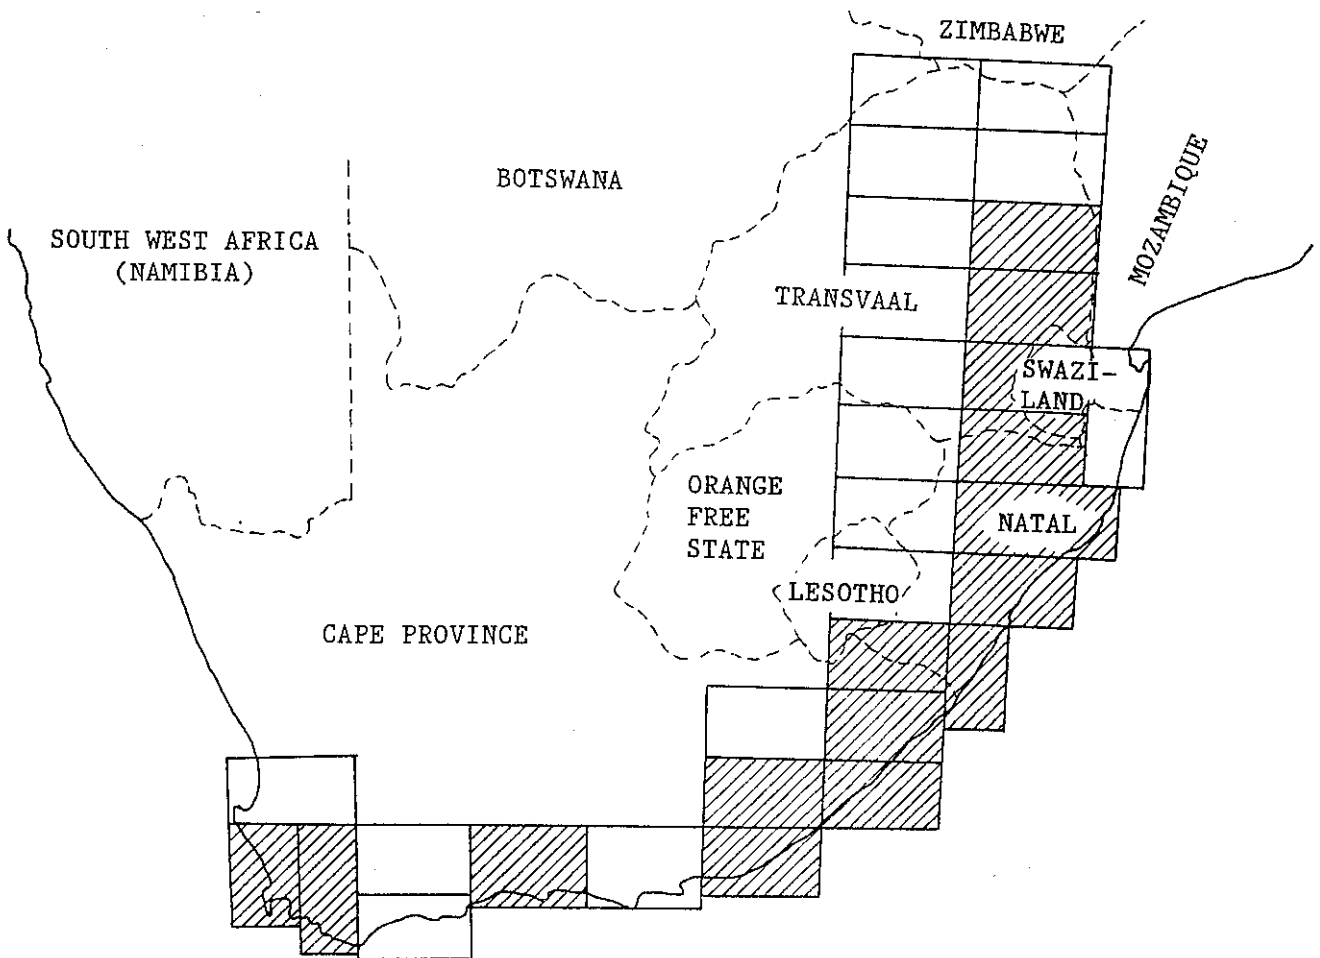 ZIMBABWE
BOTSWANA
MOZAMBIQUE
SOUTH WEST AFRICA
(NAMIBIA)
TRANSVAAL
SWAZI-
LAND
ORANGE
FREE
STATE
NATAL
LESOTHO
CAPE PROVINCE